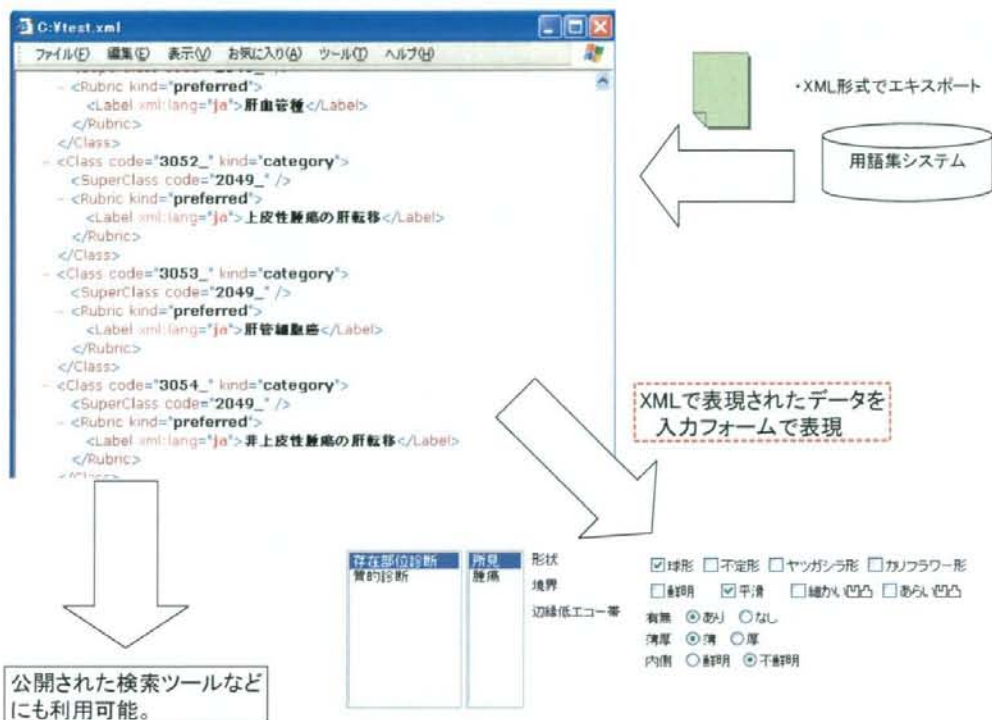 C:¥test.xml
ファイル(F) 編集(E) 表示(V) お気に入り(A) ツール(T) ヘルプ(H)
- <Rubric kind="preferred">
<Label xml:lang="ja">肝血管種</Label>
</Rubric>
</Class>
- <Class code="3052_" kind="category">
<SuperClass code="2049_" />
- <Rubric kind="preferred">
<Label xml:lang="ja">上皮性腫瘍の肝転移</Label>
</Rubric>
</Class>
- <Class code="3053_" kind="category">
<SuperClass code="2049_" />
- <Rubric kind="preferred">
<Label xml:lang="ja">肝管細胞癌</Label>
</Rubric>
</Class>
- <Class code="3054_" kind="category">
<SuperClass code="2049_" />
- <Rubric kind="preferred">
<Label xml:lang="ja">非上皮性腫瘍の肝転移</Label>
</Rubric>
・XML形式でエキスポート
用語集システム
XMLで表現されたデータを
入力フォームで表現
存在部位診断
質的診断
所見
腫瘍
形状 球形 不定形 ヤツガシラ形 カリフラワー形
境界 鮮明 平滑 細かい凹凸 あらい凹凸
辺縁低エコー帯 有無 あり なし
薄厚 薄 厚
内側 鮮明 不鮮明
公開された検索ツールなど
にも利用可能。